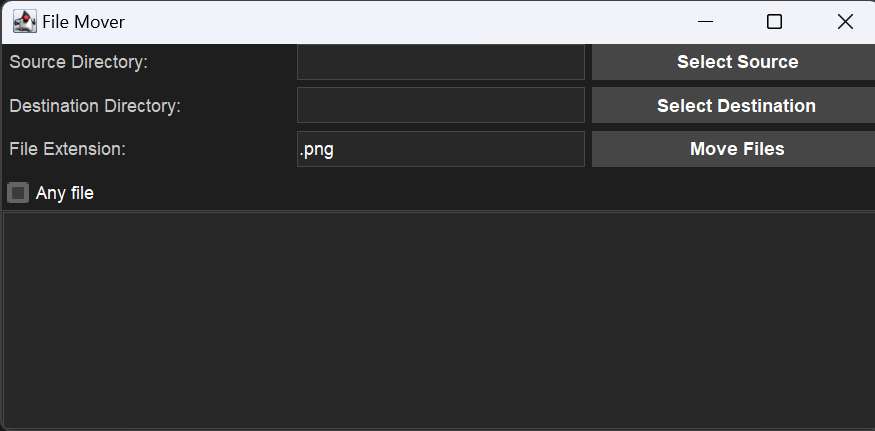 File Mover
Source Directory: Select Source
Destination Directory: Select Destination
File Extension: .png Move Files
Any file